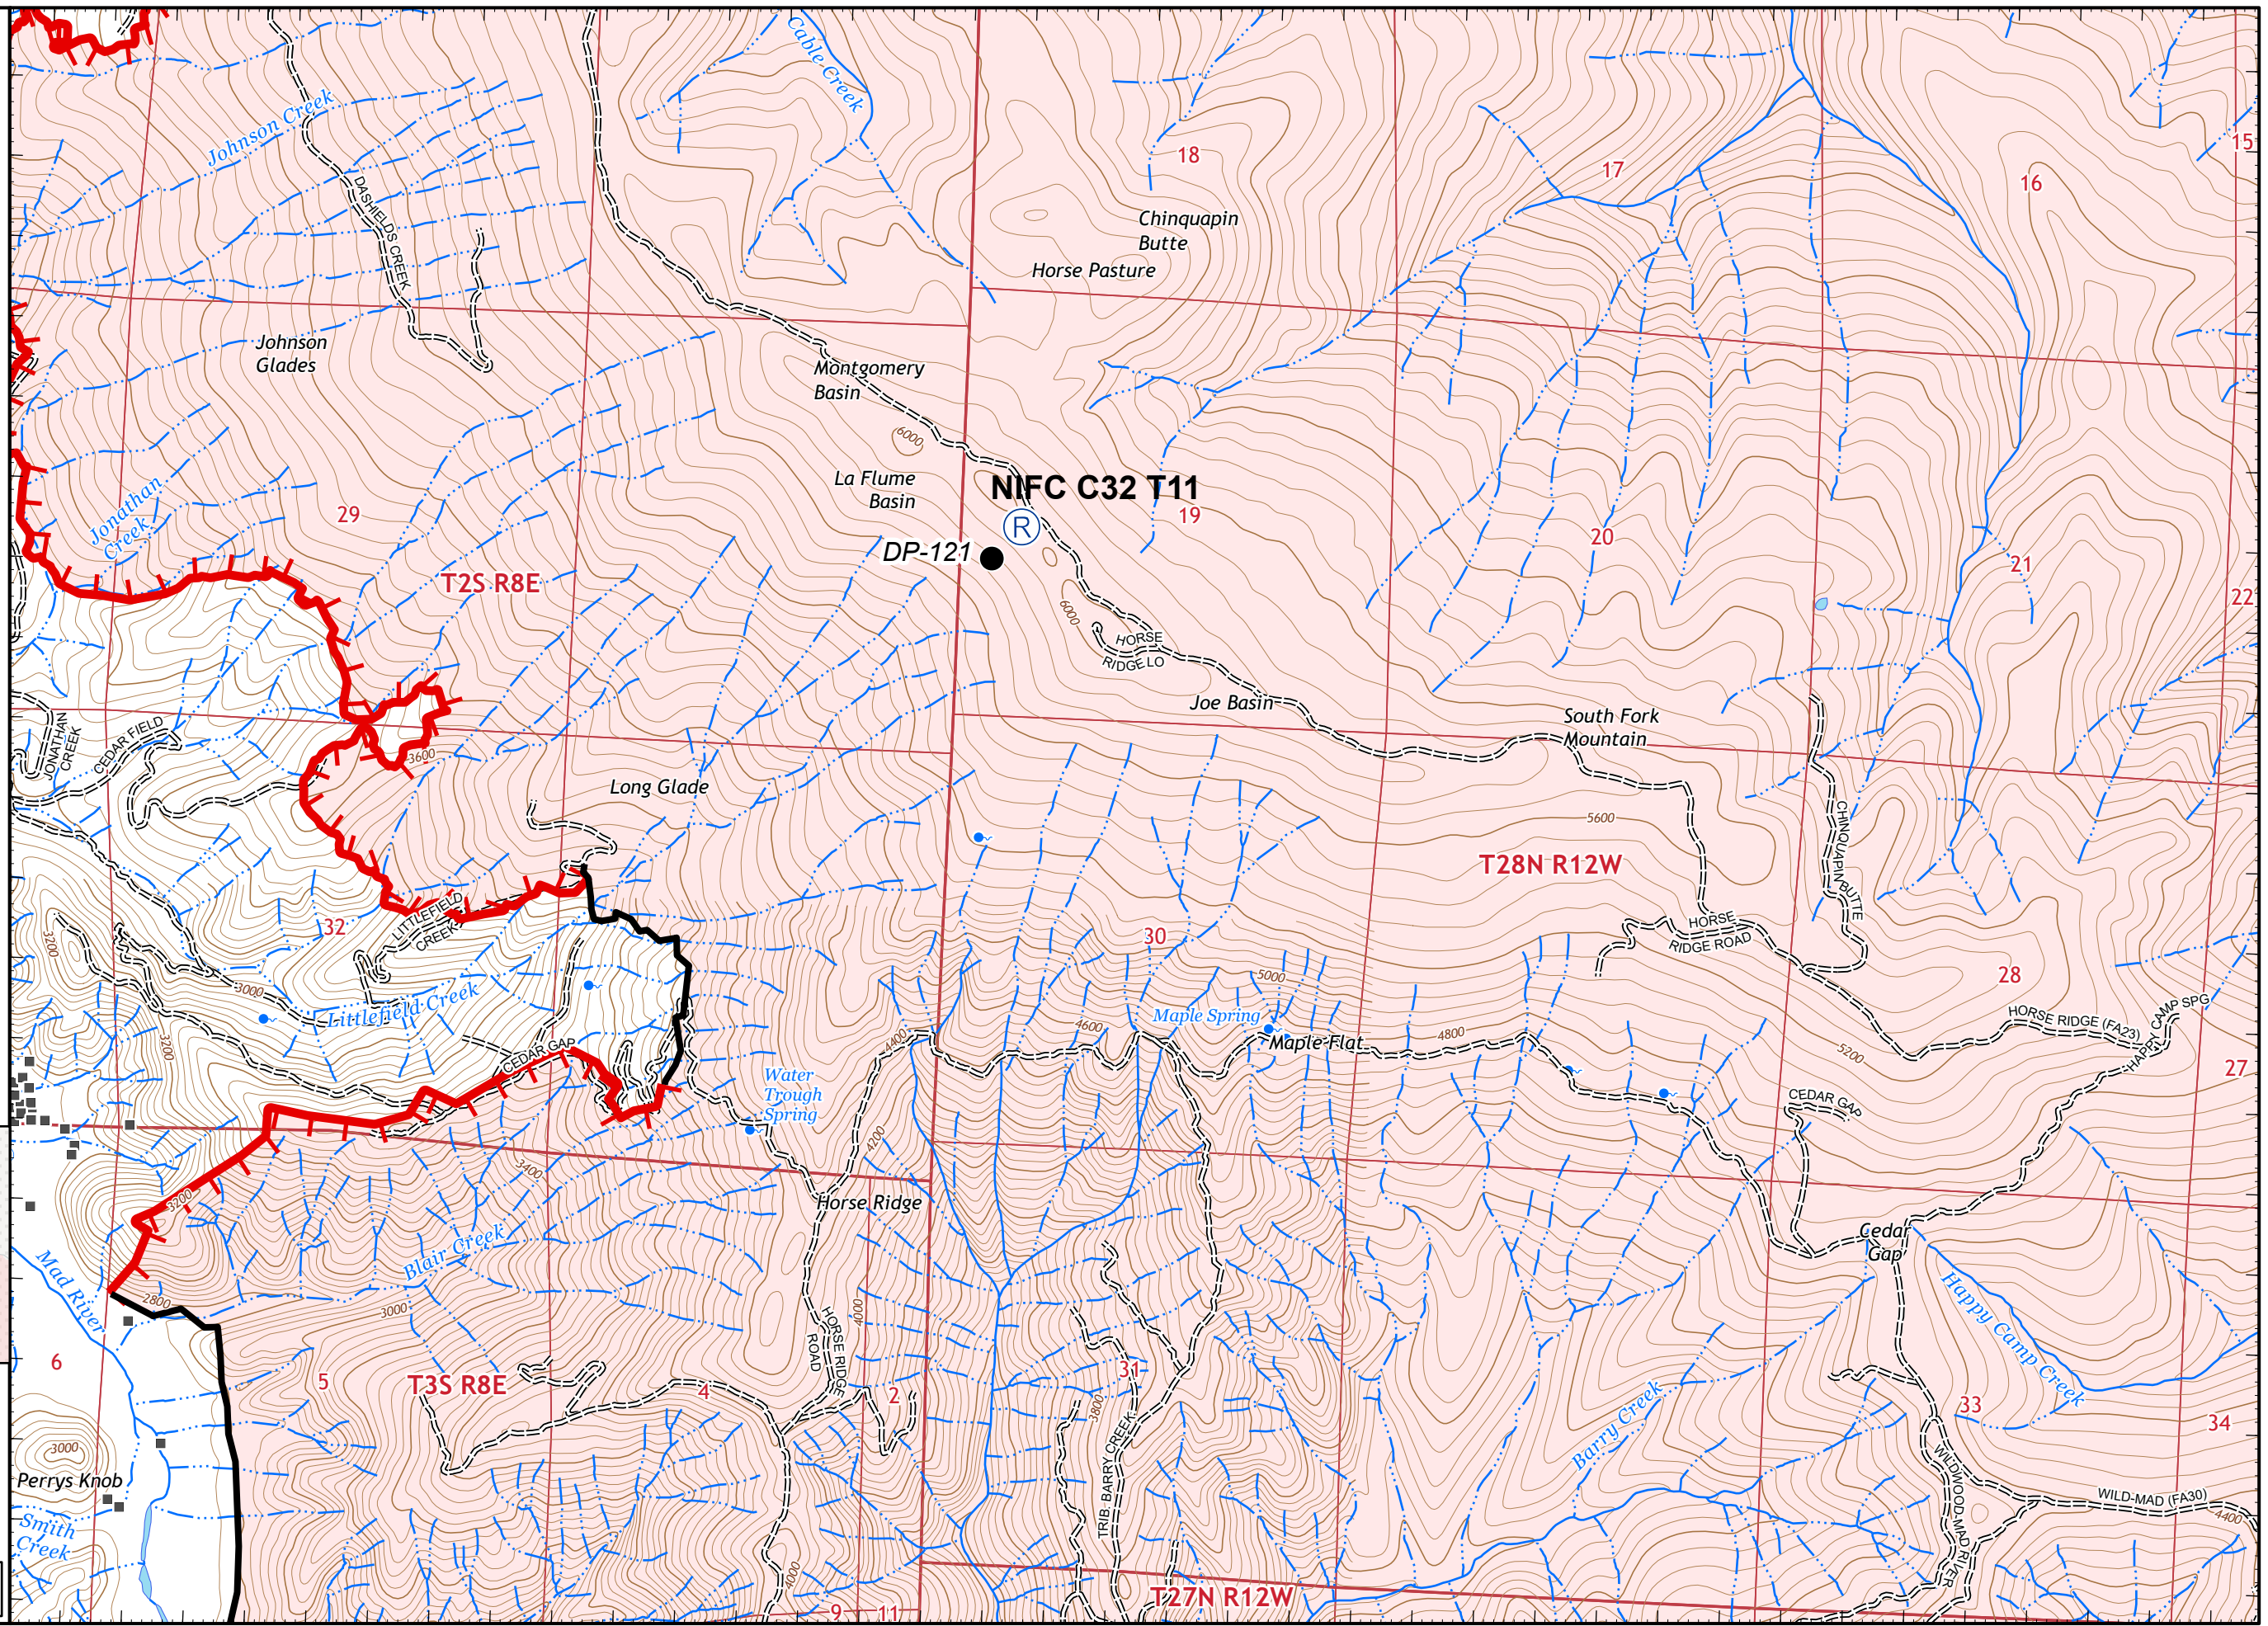 Cable Creek
Johnson Creek
15
18
17
16
DASHIELDS CREEK
Chinquapin
Butte
Horse Pasture
Johnson
Glades
Montgomery
Basin
6000
La Flume
Basin
NIFC C32 T11
R
19
Jonathan
Creek
29
20
DP-121
21
T2S R8E
22
6000
HORSE
RIDGE LO
Joe Basin
South Fork
Mountain
JONATHAN
CREEK
CEDAR FIELD
3600
Long Glade
5600
CHINQUAPIN BUTTE
T28N R12W
LITTLEFIELD
CREEK
32
3200
30
HORSE
RIDGE ROAD
28
5000
3000
Littlefield Creek
Maple Spring
HORSE RIDGE (FA23)
HAPPY CAMP SPG
4600
4400
4800
Maple Flat
5200
CEDAR GAP
3200
27
Water
Trough
Spring
CEDAR GAP
4200
3400
3200
Horse Ridge
Cedar
Gap
Blair Creek
Mad River
2800
3000
4000
HORSE RIDGE
ROAD
Happy Camp Creek
6
5
T3S R8E
4
2
31
3800
33
34
Barry Creek
3000
Perrys Knob
TRIB. BARRY CREEK
WILDWOOD-MAD RIVER
WILD-MAD (FA30)
4400
Smith
Creek
4000
T27N R12W
9
11